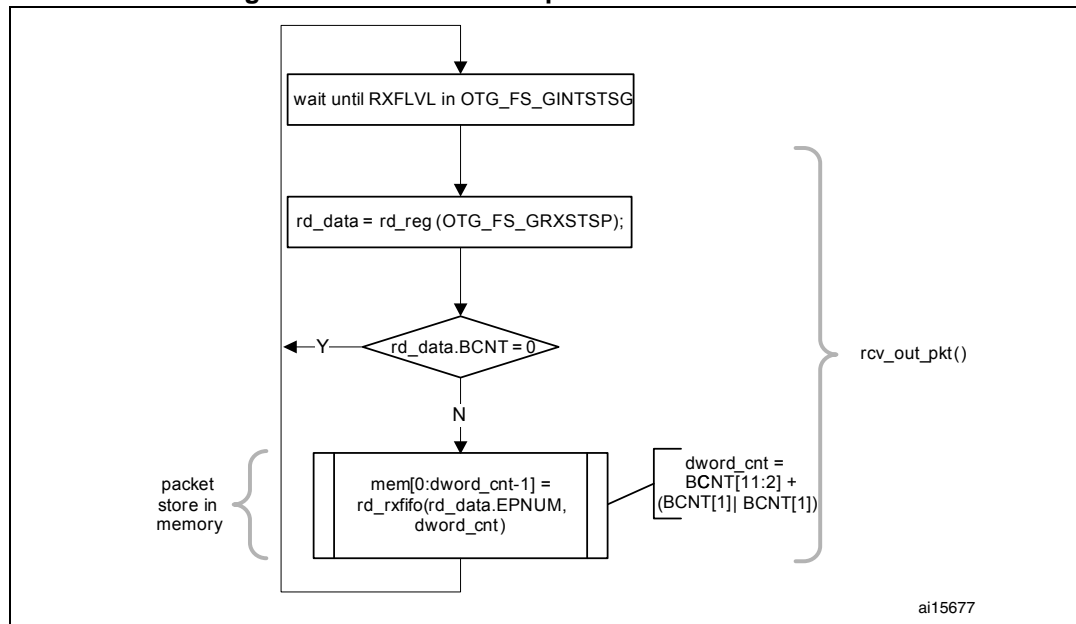 wait until RXFLVL in OTG_FS_GINTSTSG
rd_data = rd_reg (OTG_FS_GRXSTSP);
rd_data.BCNT = 0
Y
rcv_out_pkt()
N
packet
store in
memory
mem[0:dword_cnt-1] =
rd_rxfifo(rd_data.EPNUM,
dword_cnt)
dword_cnt =
BCNT[11:2] +
(BCNT[1]| BCNT[1])
ai15677